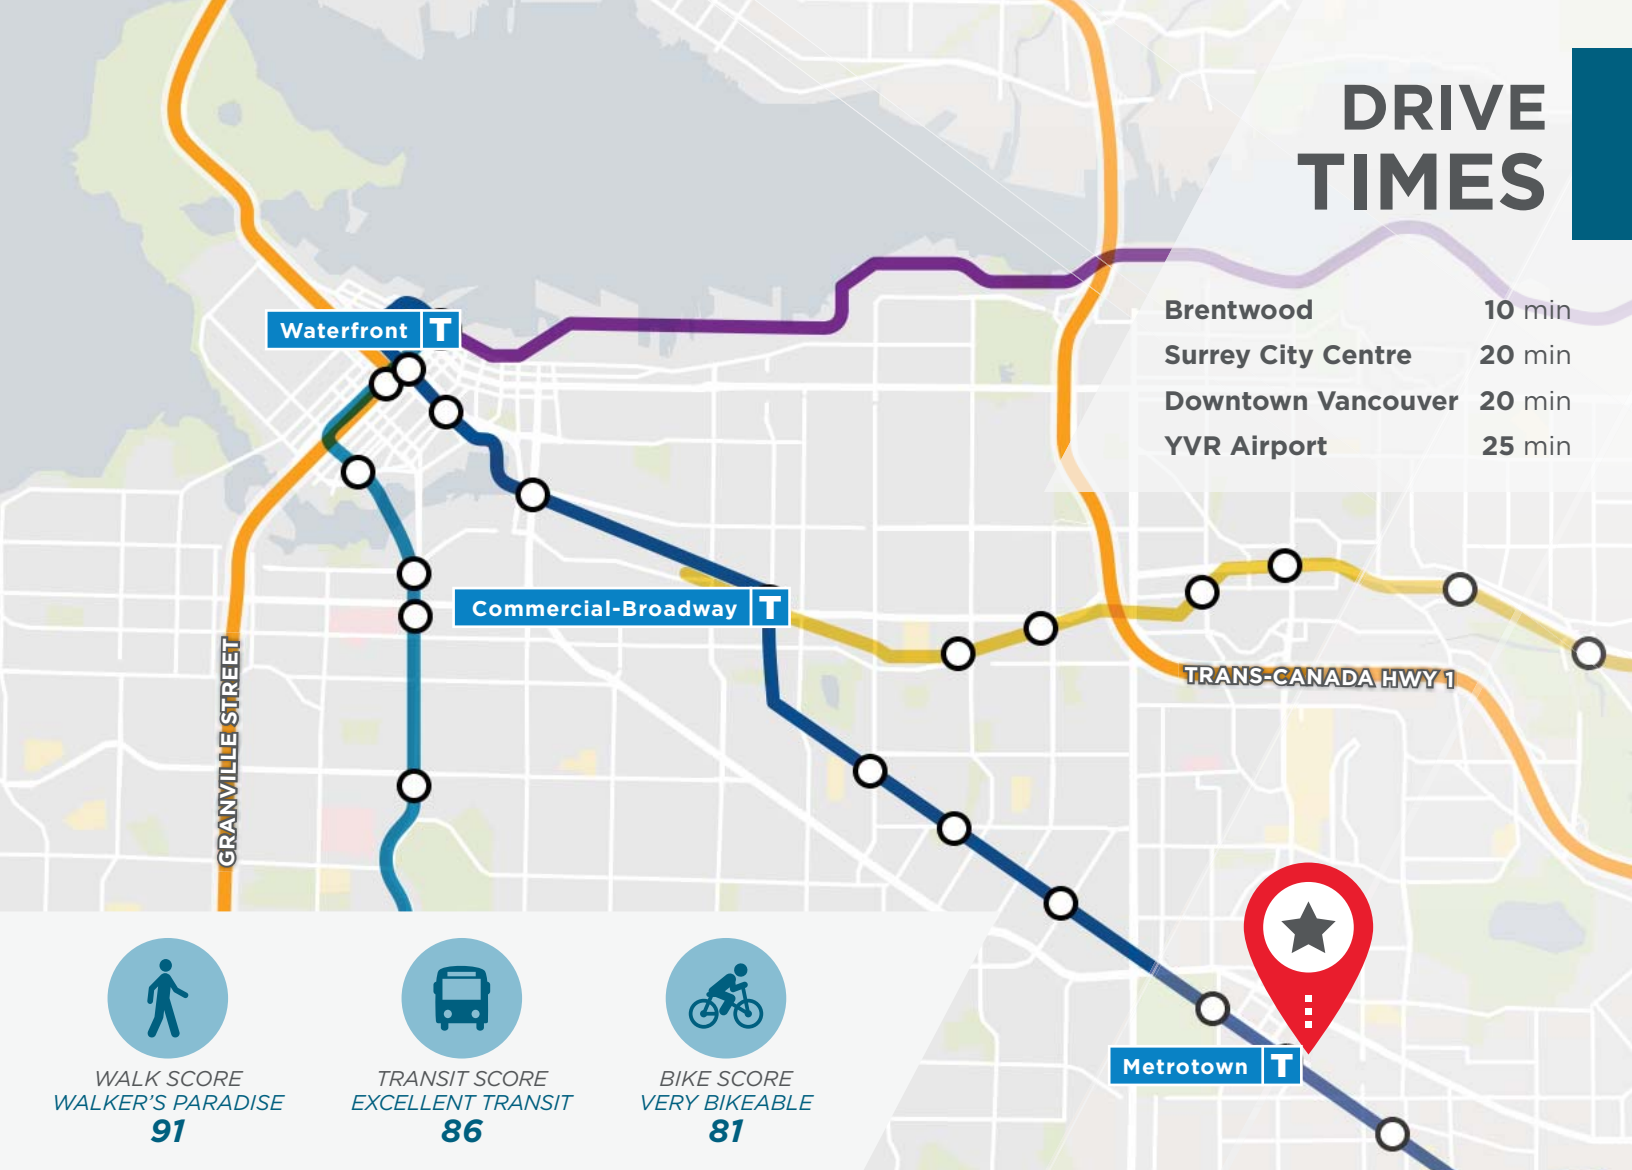 DRIVE
TIMES
Brentwood 10 min
Surrey City Centre 20 min
Downtown Vancouver 20 min
YVR Airport 25 min
Waterfront T
Commercial-Broadway T
TRANS-CANADA HWY 1
GRANVILLE STREET
Metrotown T
WALK SCORE
WALKER'S PARADISE
91
TRANSIT SCORE
EXCELLENT TRANSIT
86
BIKE SCORE
VERY BIKEABLE
81